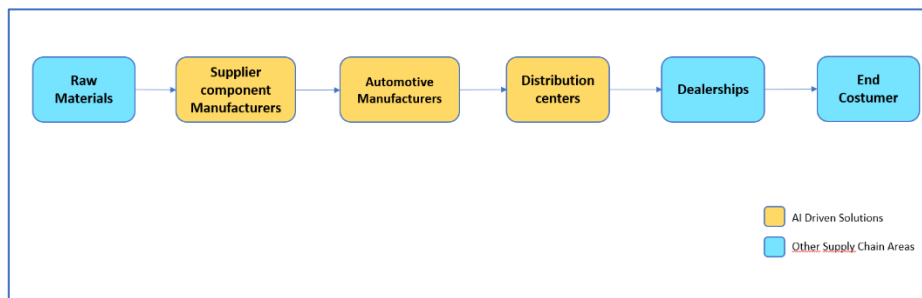 Raw
Materials
Supplier
component
Manufacturers
Automotive
Manufacturers
Distribution
centers
Dealerships
End
Costumer
AI Driven Solutions
Other Supply Chain Areas